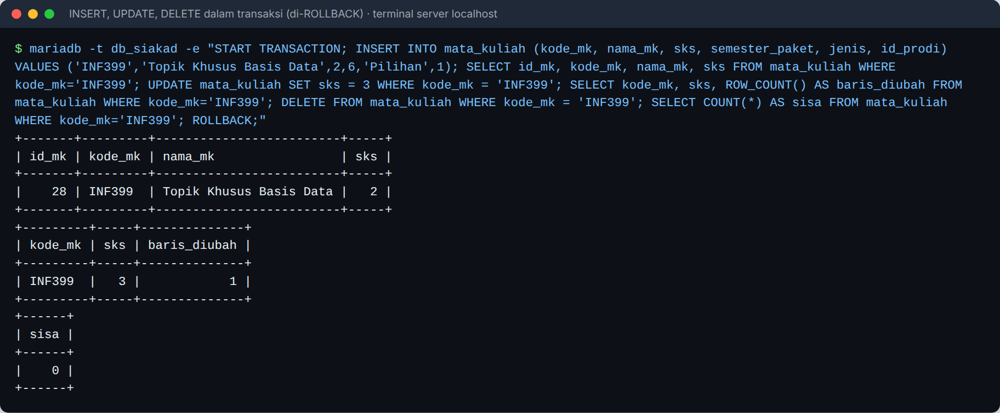 INSERT, UPDATE, DELETE dalam transaksi (di-ROLLBACK) · terminal server localhost
$ mariadb -t db_siakad -e "START TRANSACTION; INSERT INTO mata_kuliah (kode_mk, nama_mk, sks, semester_paket, jenis, id_prodi)
VALUES ('INF399','Topik Khusus Basis Data',2,6,'Pilihan',1); SELECT id_mk, kode_mk, nama_mk, sks FROM mata_kuliah WHERE
kode_mk='INF399'; UPDATE mata_kuliah SET sks = 3 WHERE kode_mk = 'INF399'; SELECT kode_mk, sks, ROW_COUNT() AS baris_diubah FROM
mata_kuliah WHERE kode_mk='INF399'; DELETE FROM mata_kuliah WHERE kode_mk = 'INF399'; SELECT COUNT(*) AS sisa FROM mata_kuliah
WHERE kode_mk='INF399'; ROLLBACK;"
+-------+---------+-------------------------+-----+
| id_mk | kode_mk | nama_mk                 | sks |
+-------+---------+-------------------------+-----+
|    28 | INF399  | Topik Khusus Basis Data |   2 |
+-------+---------+-------------------------+-----+
+---------+-----+--------------+
| kode_mk | sks | baris_diubah |
+---------+-----+--------------+
| INF399  |   3 |            1 |
+---------+-----+--------------+
+------+
| sisa |
+------+
|    0 |
+------+